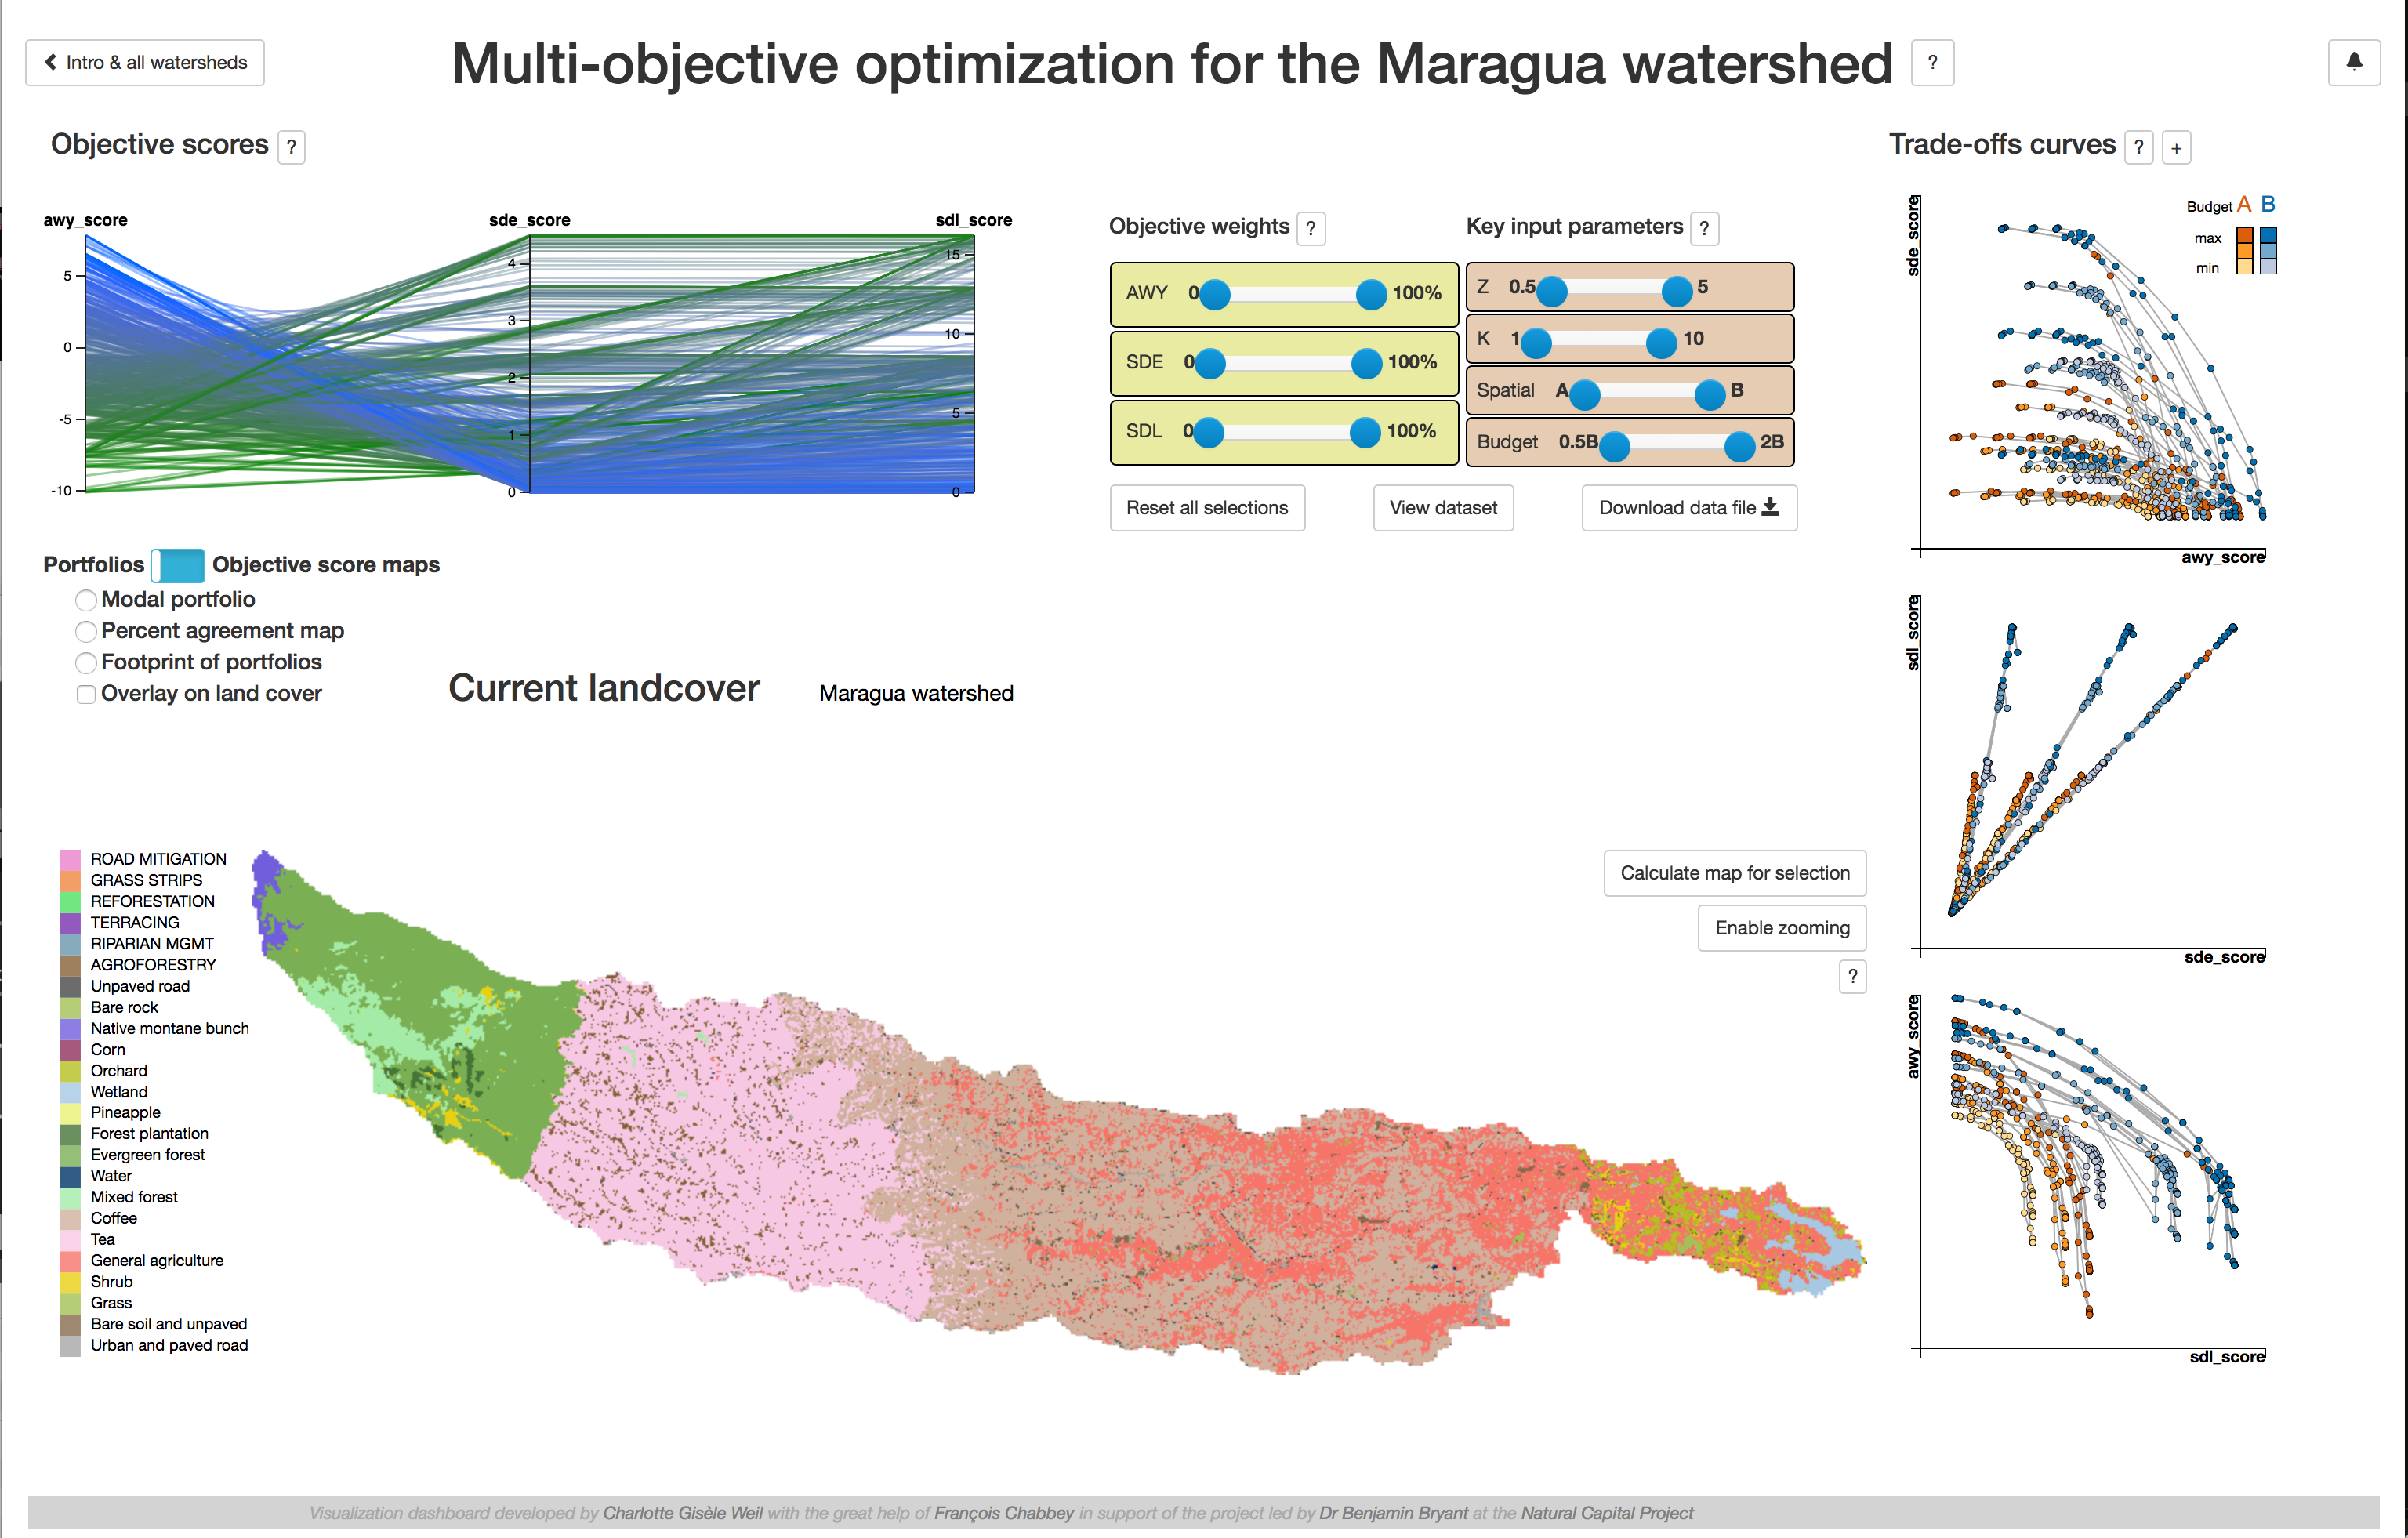 Intro & all watersheds
Multi-objective optimization for the Maragua watershed
?
Objective scores ?
awy_score
sde_score
sdl_score
5
0
-5
-10
4
3
2
1
0
15
10
5
0
Objective weights ?
AWY 0 100%
SDE 0 100%
SDL 0 100%
Key input parameters ?
Z 0.5 5
K 1 10
Spatial A B
Budget 0.5B 2B
Reset all selections
View dataset
Download data file
Trade-offs curves ? +
sde_score
Budget A B
max
min
awy_score
sdl_score
sde_score
awy_score
sdl_score
Portfolios Objective score maps
Modal portfolio
Percent agreement map
Footprint of portfolios
Overlay on land cover
Current landcover
Maragua watershed
Calculate map for selection
Enable zooming
?
ROAD MITIGATION
GRASS STRIPS
REFORESTATION
TERRACING
RIPARIAN MGMT
AGROFORESTRY
Unpaved road
Bare rock
Native montane bunch
Corn
Orchard
Wetland
Pineapple
Forest plantation
Evergreen forest
Water
Mixed forest
Coffee
Tea
General agriculture
Shrub
Grass
Bare soil and unpaved
Urban and paved road
Visualization dashboard developed by Charlotte Gisèle Weil with the great help of François Chabbey in support of the project led by Dr Benjamin Bryant at the Natural Capital Project